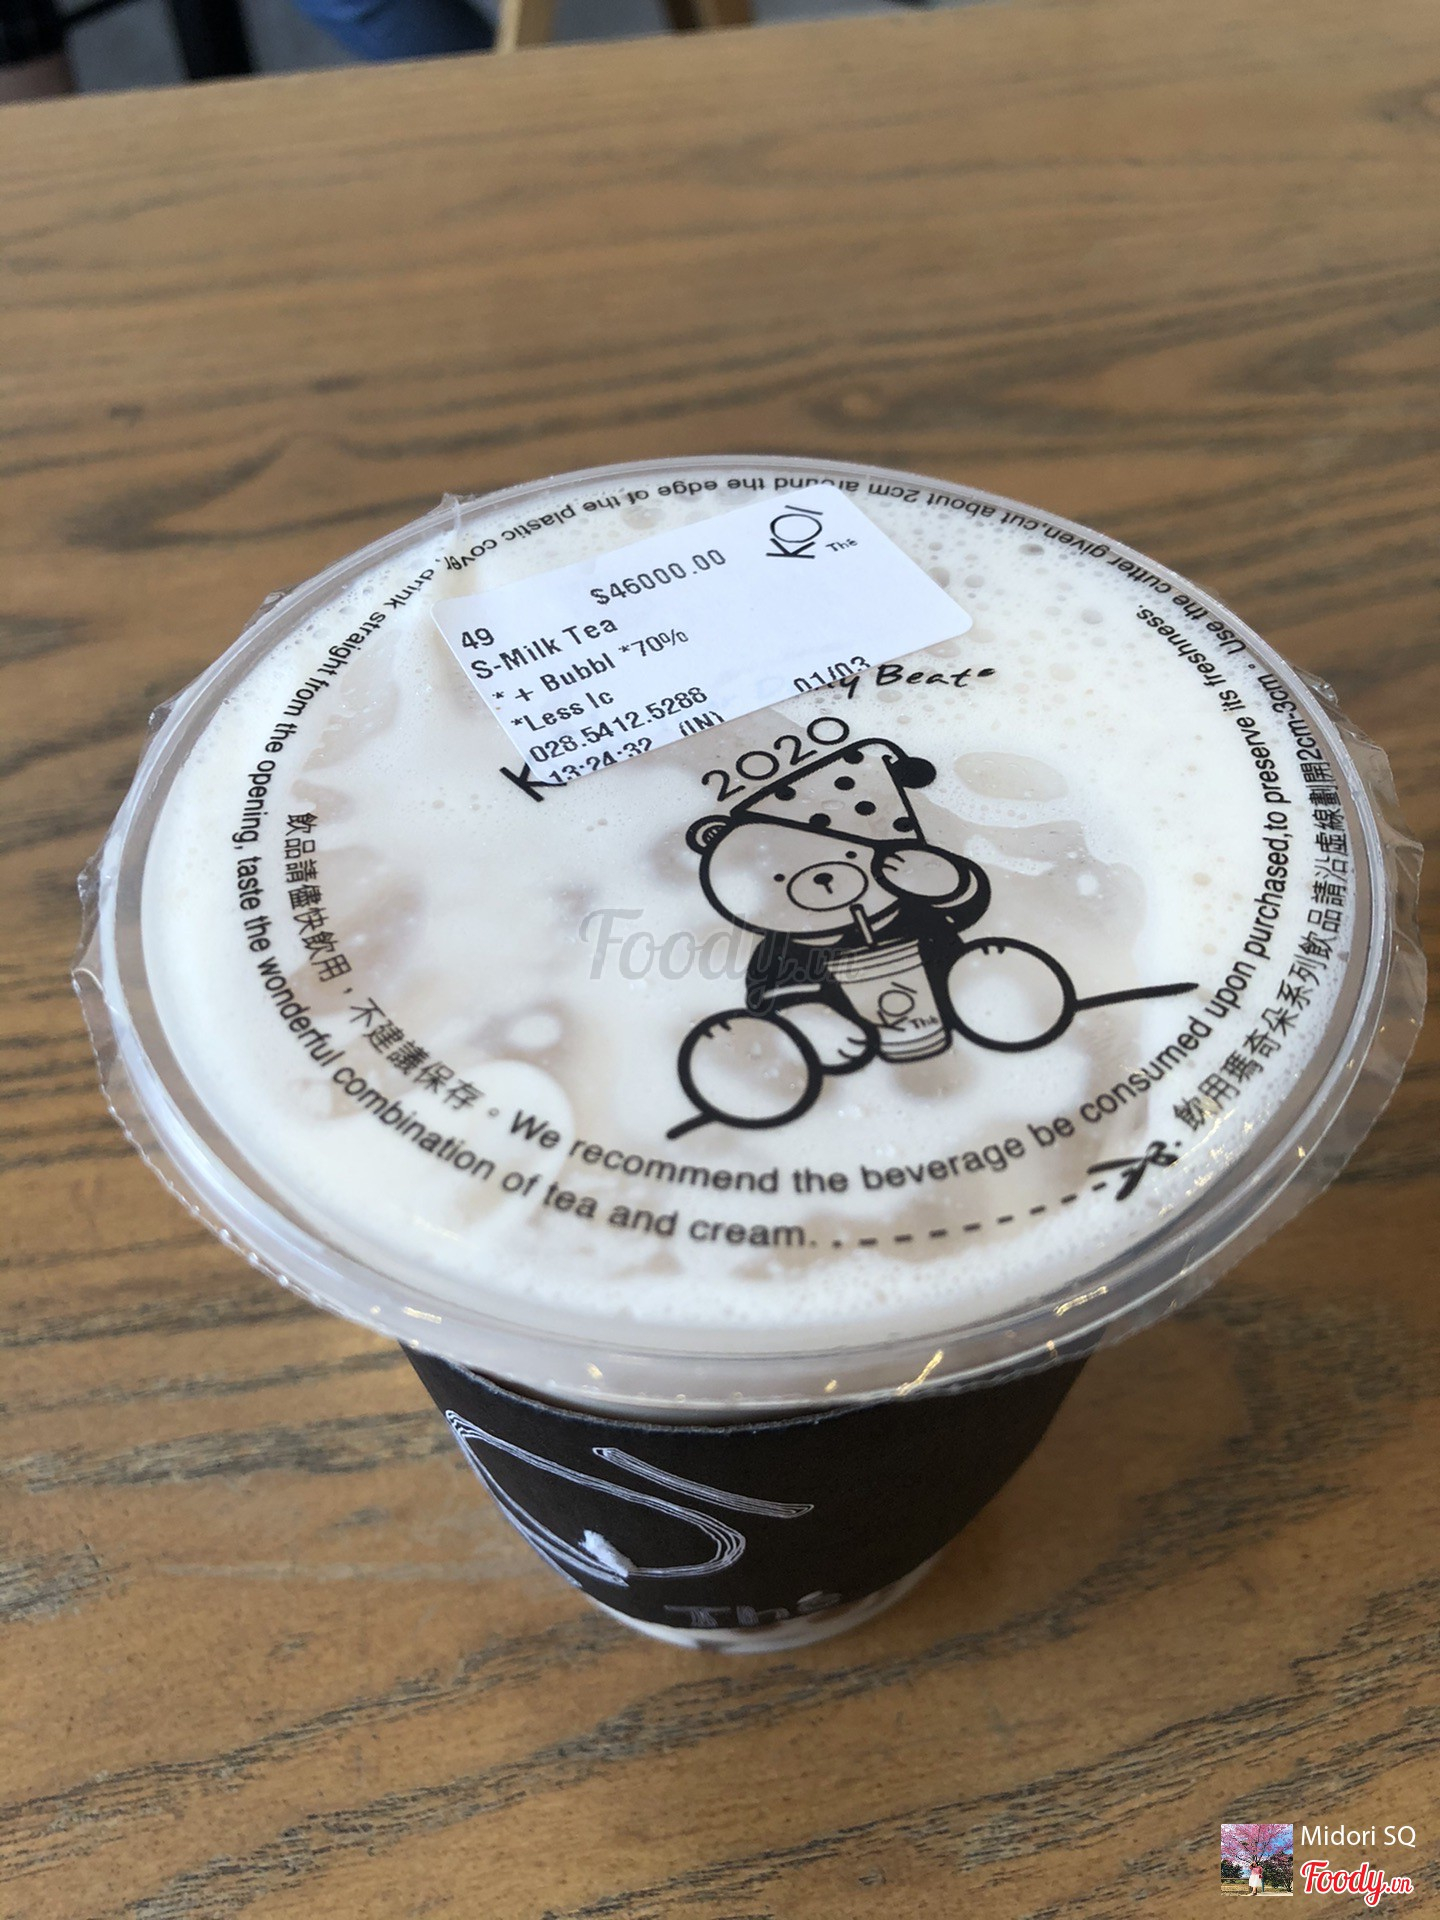 KOI
Thé
$46000.00
49
S-Milk Tea
* + Bubbl *70%
*Less Ic
028.5412.5288
01/03
13:24:32 (IN)
Beat
2020
KOI
Thé
飲品請儘快飲用，不建議保存。We recommend the beverage be consumed upon purchased,to preserve its freshness.
飲用瑪奇朵系列飲品請沿虛線劃開2cm-3cm。Use the cutter given,cut about 2cm around the edge of the plastic cover, drink straight from the opening, taste the wonderful combination of tea and cream.
Thé
Foody.vn
Midori SQ
Foody.vn